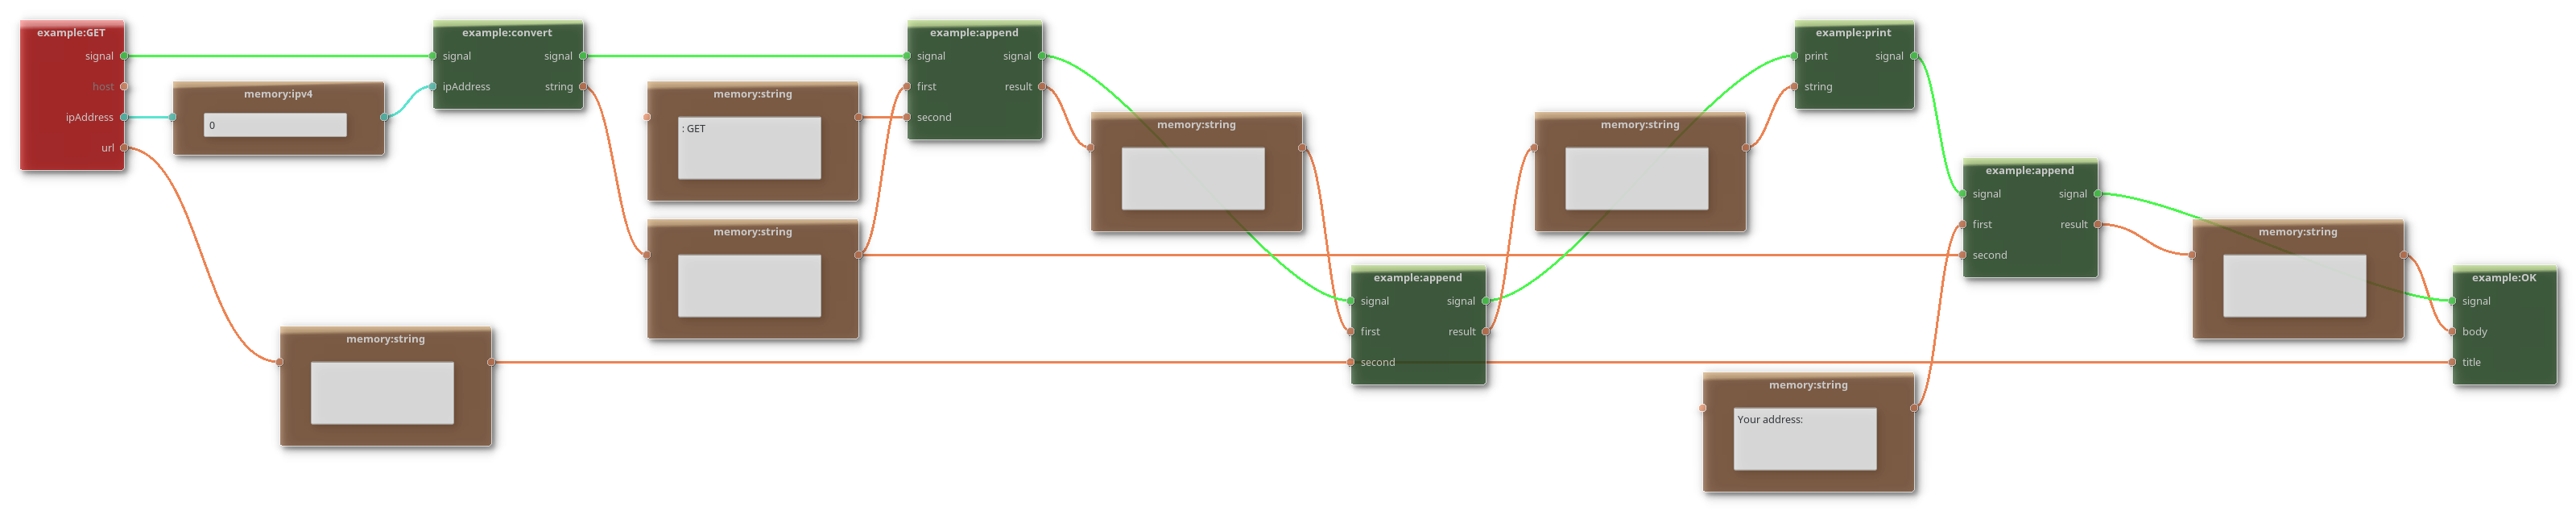 example:GET
signal
host
ipAddress
url
memory:ipv4
0
memory:string
example:convert
signal signal
ipAddress string
memory:string
: GET
memory:string
example:append
signal signal
first result
second
memory:string
example:append
signal signal
first result
second
memory:string
example:print
print signal
string
memory:string
Your address:
example:append
signal signal
first result
second
memory:string
example:OK
signal
body
title